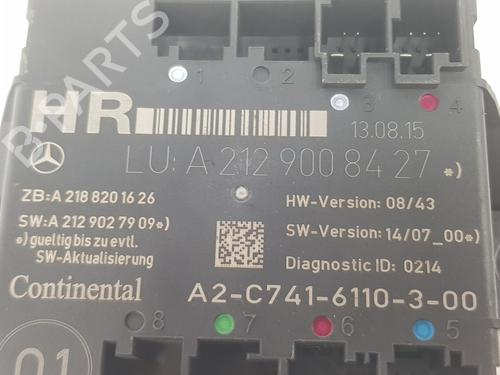 1 2 3 4
HR
13.08.15
LU: A 212 900 84 27 *)
ZB: A 218 820 16 26
HW-Version: 08/43
SW: A 212 902 79 09 *)
SW-Version: 14/07_00*)
*) gueltig bis zu evtl.
SW-Aktualisierung
Diagnostic ID: 0214
Continental
A2-C741-6110-3-00
8 7 6 5
01
B-PARTS